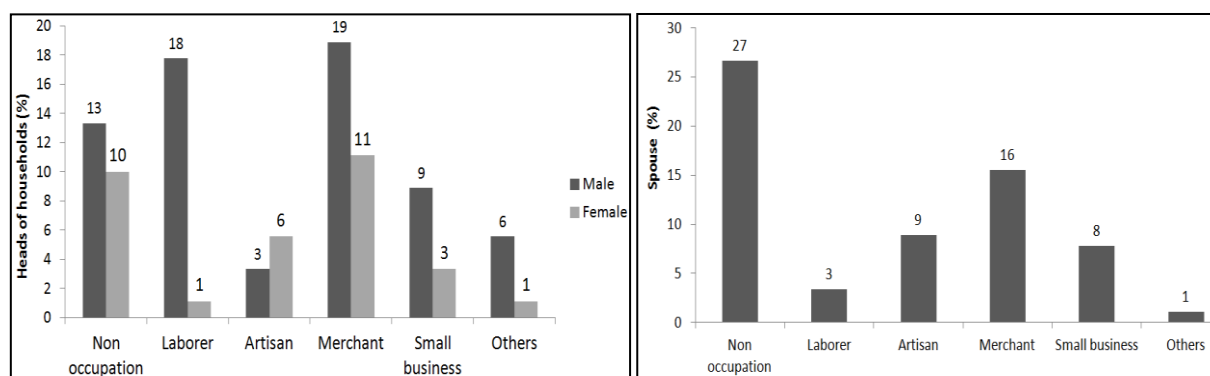 Heads of households (%)
20
18
16
14
12
10
8
6
4
2
0
13
10
18
1
3
6
19
11
9
3
6
1
Male
Female
Non
occupation
Laborer
Artisan
Merchant
Small
business
Others
Spouse (%)
30
25
20
15
10
5
0
27
3
9
16
8
1
Non
occupation
Laborer
Artisan
Merchant
Small business
Others